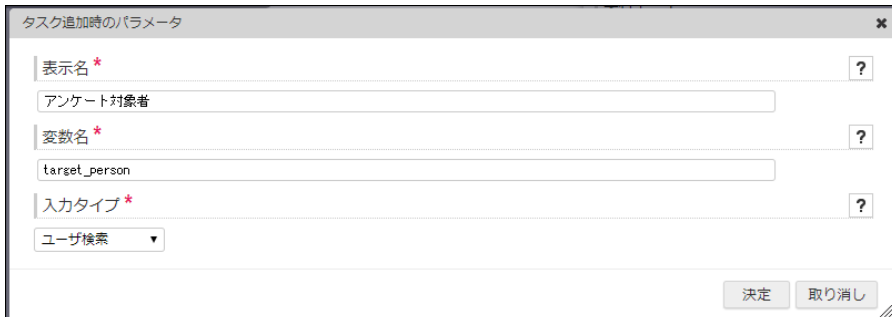 タスク追加時のパラメータ
表示名*
?
アンケート対象者
変数名*
?
target_person
入力タイプ*
?
ユーザ検索
決定 取り消し